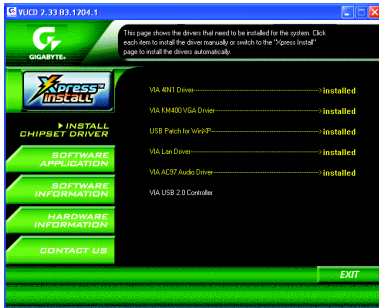 VUCD 2.33 B3.1204.1
GIGABYTE
This page shows the drivers that need to be installed for the system. Click
each item to install the driver manually or switch to the "Xpress Install"
page to install the drivers automatically.
Xpress
Install
INSTALL
CHIPSET DRIVER
SOFTWARE
APPLICATION
SOFTWARE
INFORMATION
HARDWARE
INFORMATION
CONTACT US
VIA 4IN1 Driver installed
VIA KM400 VGA Drvier installed
USB Patch for WinXP installed
VIA Lan Driver installed
VIA AC97 Audio Driver installed
VIA USB 2.0 Controller
EXIT